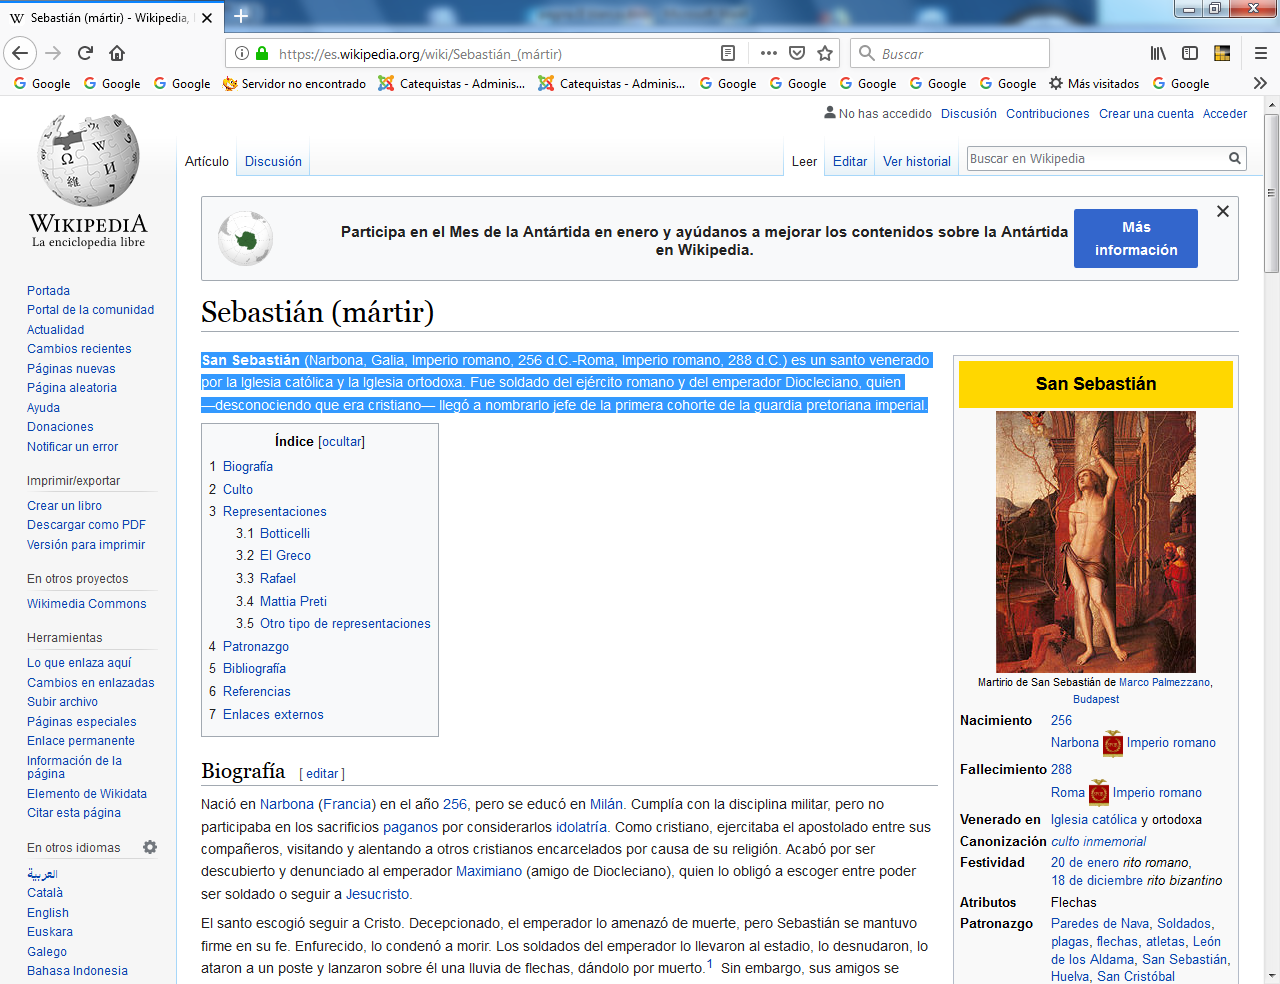 Sebastián (mártir) - Wikipedia,
https://es.wikipedia.org/wiki/Sebastián_(mártir)
Buscar
Google
Google
Google
Servidor no encontrado
Catequistas - Adminis...
Catequistas - Adminis...
Google
Google
Google
Google
Google
Más visitados
Google
No has accedido Discusión Contribuciones Crear una cuenta Acceder
Artículo Discusión Leer Editar Ver historial Buscar en Wikipedia
WIKIPEDIA
La enciclopedia libre
Portada
Portal de la comunidad
Actualidad
Cambios recientes
Páginas nuevas
Página aleatoria
Ayuda
Donaciones
Notificar un error
Imprimir/exportar
Crear un libro
Descargar como PDF
Versión para imprimir
En otros proyectos
Wikimedia Commons
Herramientas
Lo que enlaza aquí
Cambios en enlazadas
Subir archivo
Páginas especiales
Enlace permanente
Información de la
página
Elemento de Wikidata
Citar esta página
En otros idiomas
العربية
Català
English
Euskara
Galego
Bahasa Indonesia
Participa en el Mes de la Antártida en enero y ayúdanos a mejorar los contenidos sobre la Antártida
en Wikipedia.
Más
información
Sebastián (mártir)
San Sebastián (Narbona, Galia, Imperio romano, 256 d.C.-Roma, Imperio romano, 288 d.C.) es un santo venerado
por la Iglesia católica y la Iglesia ortodoxa. Fue soldado del ejército romano y del emperador Diocleciano, quien
—desconociendo que era cristiano— llegó a nombrarlo jefe de la primera cohorte de la guardia pretoriana imperial.
Índice [ocultar]
1 Biografía
2 Culto
3 Representaciones
3.1 Botticelli
3.2 El Greco
3.3 Rafael
3.4 Mattia Preti
3.5 Otro tipo de representaciones
4 Patronazgo
5 Bibliografía
6 Referencias
7 Enlaces externos
Biografía [ editar ]
Nació en Narbona (Francia) en el año 256, pero se educó en Milán. Cumplía con la disciplina militar, pero no
participaba en los sacrificios paganos por considerarlos idolatría. Como cristiano, ejercitaba el apostolado entre sus
compañeros, visitando y alentando a otros cristianos encarcelados por causa de su religión. Acabó por ser
descubierto y denunciado al emperador Maximiano (amigo de Diocleciano), quien lo obligó a escoger entre poder
ser soldado o seguir a Jesucristo.
El santo escogió seguir a Cristo. Decepcionado, el emperador lo amenazó de muerte, pero Sebastián se mantuvo
firme en su fe. Enfurecido, lo condenó a morir. Los soldados del emperador lo llevaron al estadio, lo desnudaron, lo
ataron a un poste y lanzaron sobre él una lluvia de flechas, dándolo por muerto.1 Sin embargo, sus amigos se
San Sebastián
Martirio de San Sebastián de Marco Palmezzano,
Budapest
Nacimiento 256
Narbona Imperio romano
Fallecimiento 288
Roma Imperio romano
Venerado en Iglesia católica y ortodoxa
Canonización culto inmemorial
Festividad 20 de enero rito romano,
18 de diciembre rito bizantino
Atributos Flechas
Patronazgo Paredes de Nava, Soldados,
plagas, flechas, atletas, León
de los Aldama, San Sebastián,
Huelva, San Cristóbal